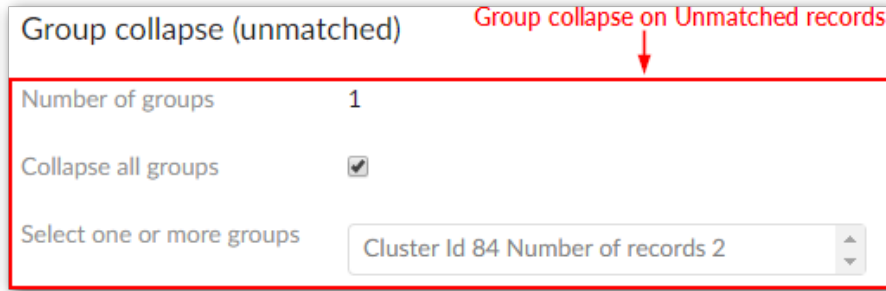 Group collapse on Unmatched records
Group collapse (unmatched)
Number of groups 1
Collapse all groups
Select one or more groups
Cluster Id 84 Number of records 2